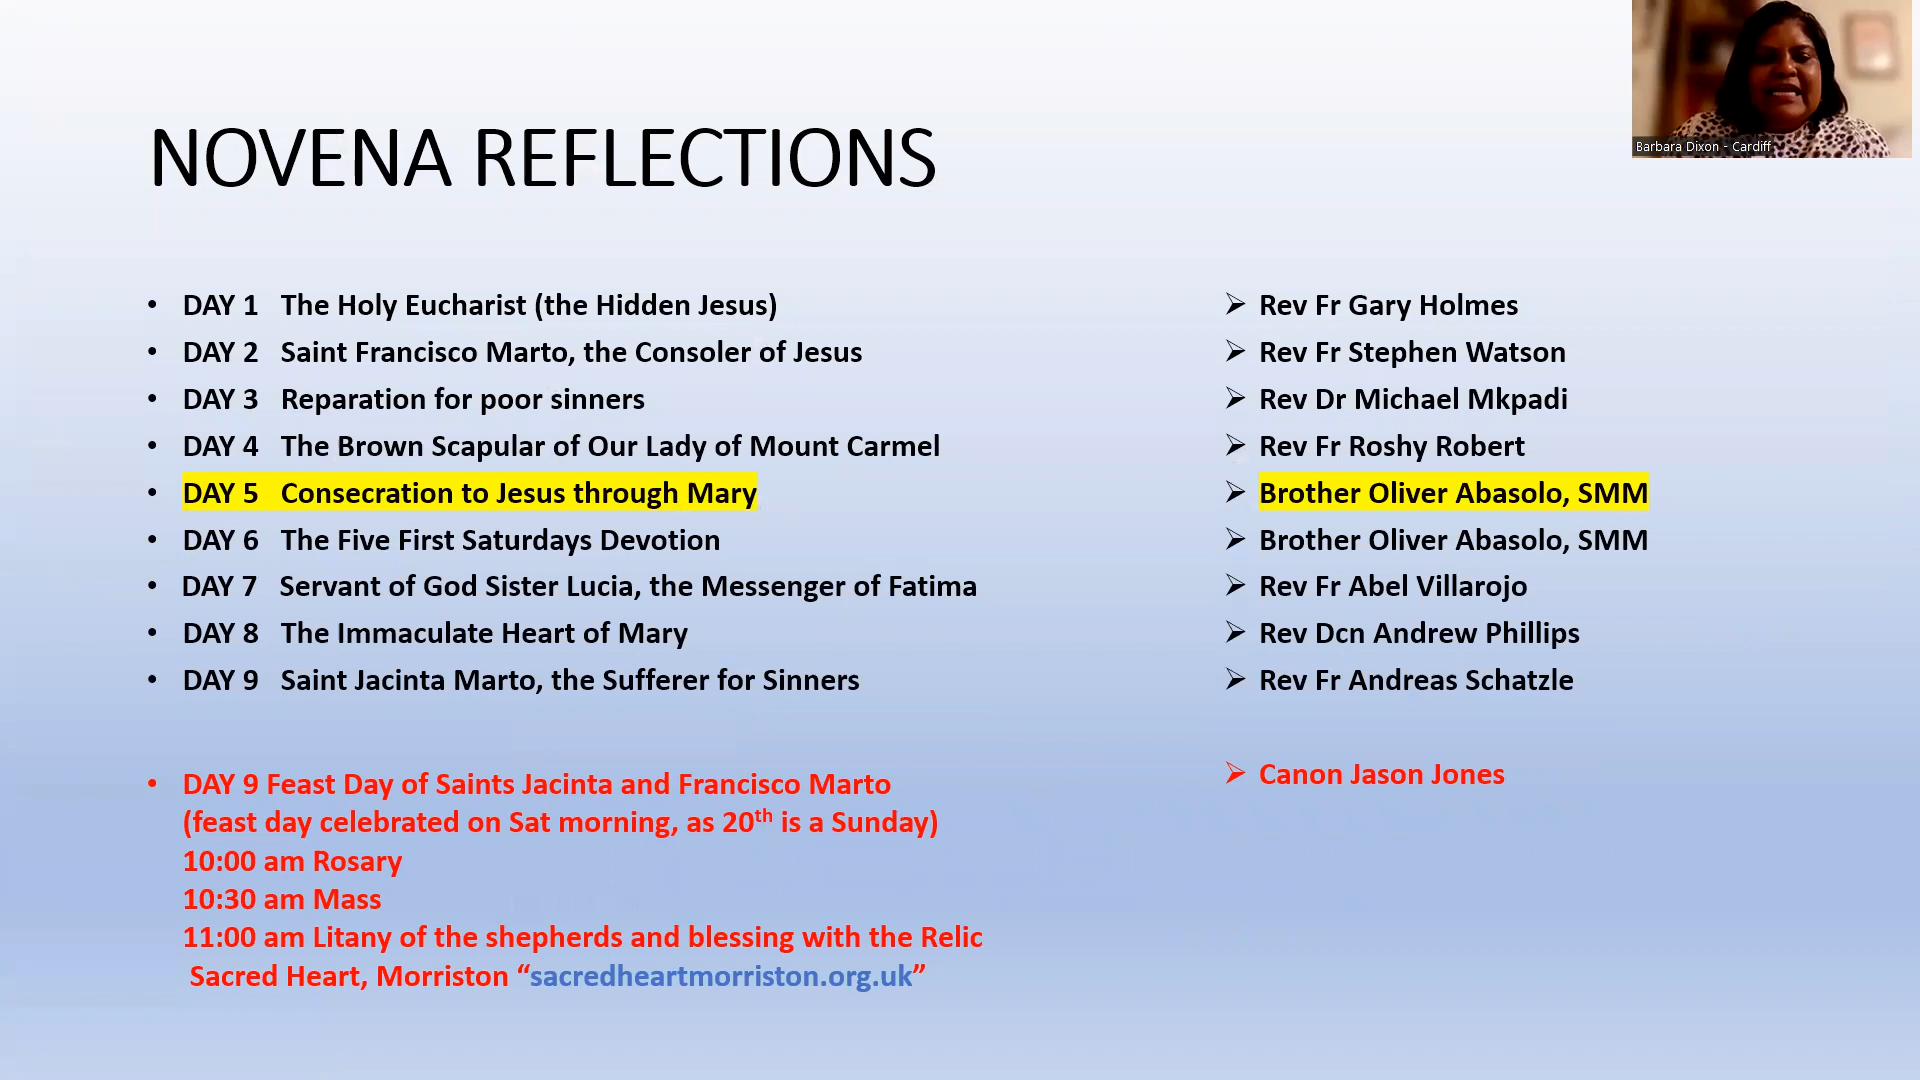 Barbara Dixon - Cardiff
NOVENA REFLECTIONS
• DAY 1 The Holy Eucharist (the Hidden Jesus)
• DAY 2 Saint Francisco Marto, the Consoler of Jesus
• DAY 3 Reparation for poor sinners
• DAY 4 The Brown Scapular of Our Lady of Mount Carmel
• DAY 5 Consecration to Jesus through Mary
• DAY 6 The Five First Saturdays Devotion
• DAY 7 Servant of God Sister Lucia, the Messenger of Fatima
• DAY 8 The Immaculate Heart of Mary
• DAY 9 Saint Jacinta Marto, the Sufferer for Sinners
• DAY 9 Feast Day of Saints Jacinta and Francisco Marto
(feast day celebrated on Sat morning, as 20th is a Sunday)
10:00 am Rosary
10:30 am Mass
11:00 am Litany of the shepherds and blessing with the Relic
Sacred Heart, Morriston “sacredheartmorriston.org.uk”
➢ Rev Fr Gary Holmes
➢ Rev Fr Stephen Watson
➢ Rev Dr Michael Mkpadi
➢ Rev Fr Roshy Robert
➢ Brother Oliver Abasolo, SMM
➢ Brother Oliver Abasolo, SMM
➢ Rev Fr Abel Villarojo
➢ Rev Dcn Andrew Phillips
➢ Rev Fr Andreas Schatzle
➢ Canon Jason Jones